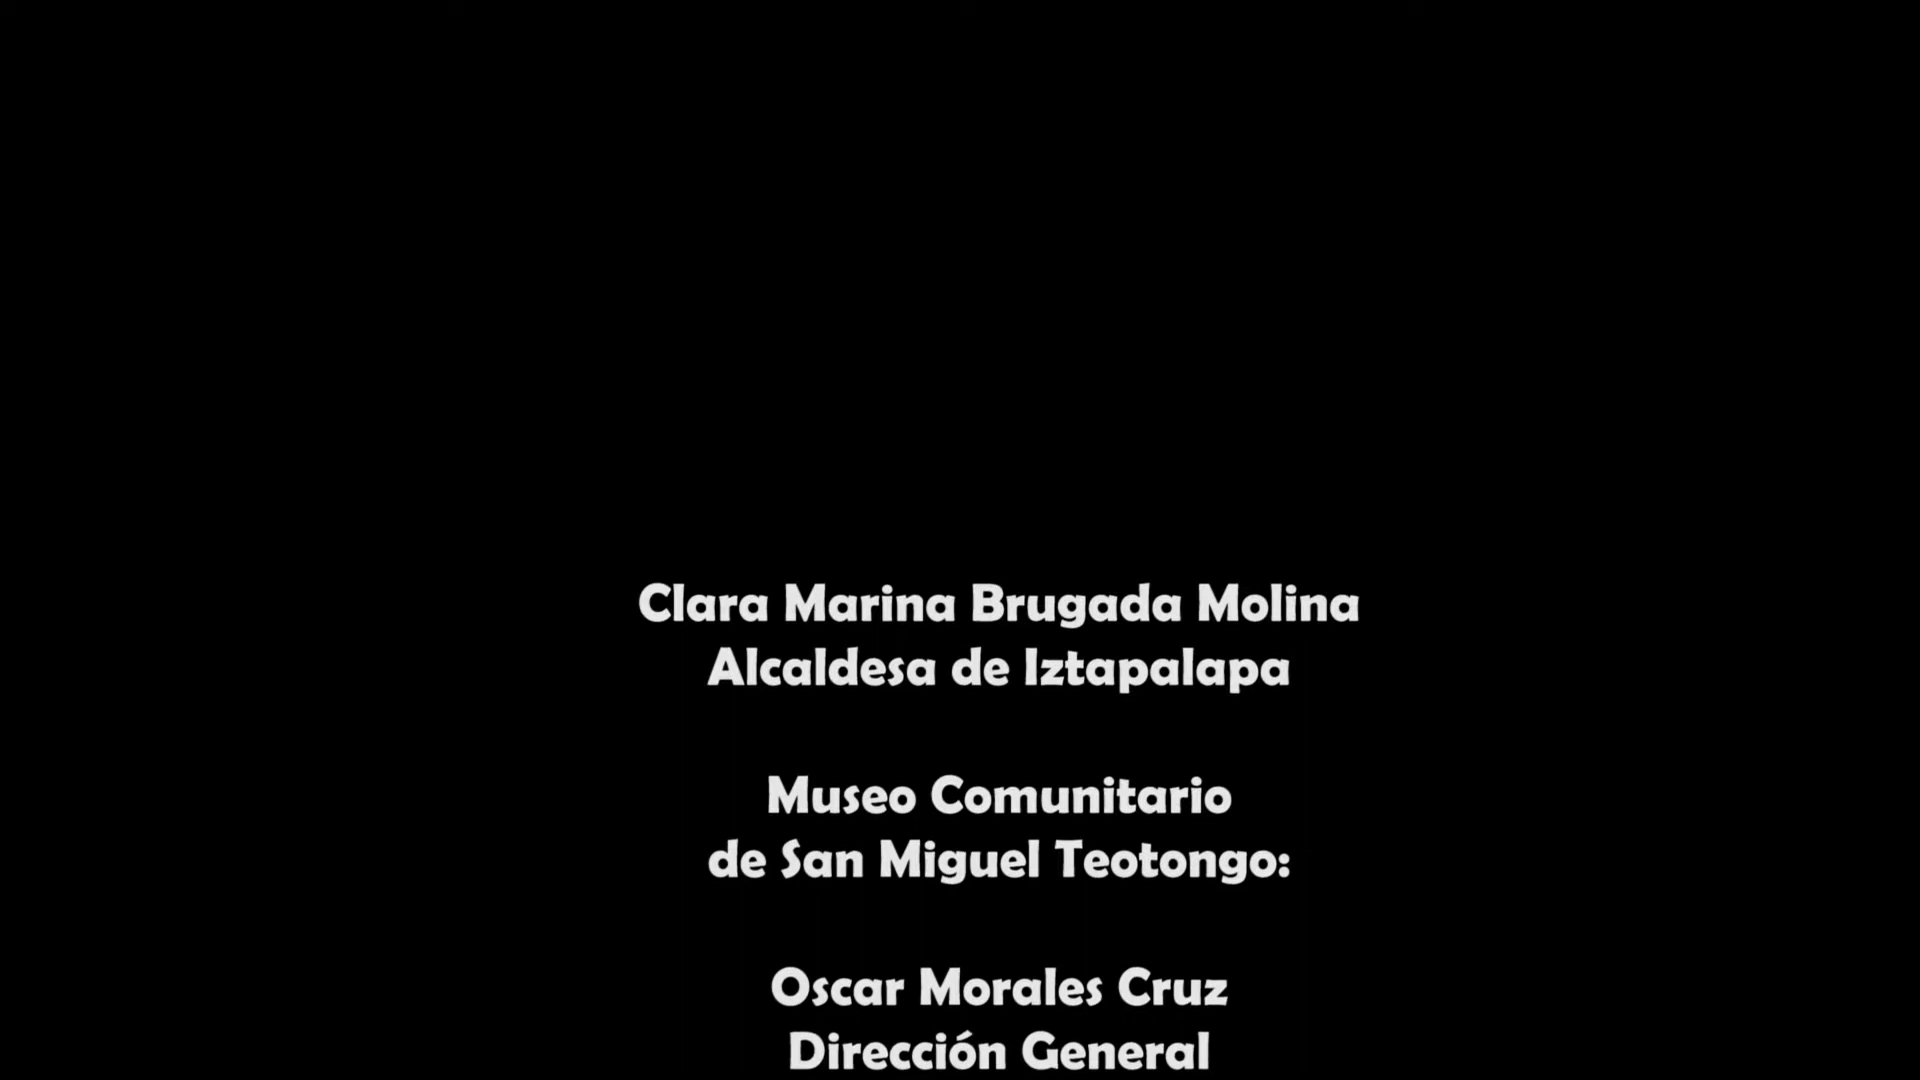 Clara Marina Brugada Molina
Alcaldesa de Iztapalapa
Museo Comunitario
de San Miguel Teotongo:
Oscar Morales Cruz
Dirección General